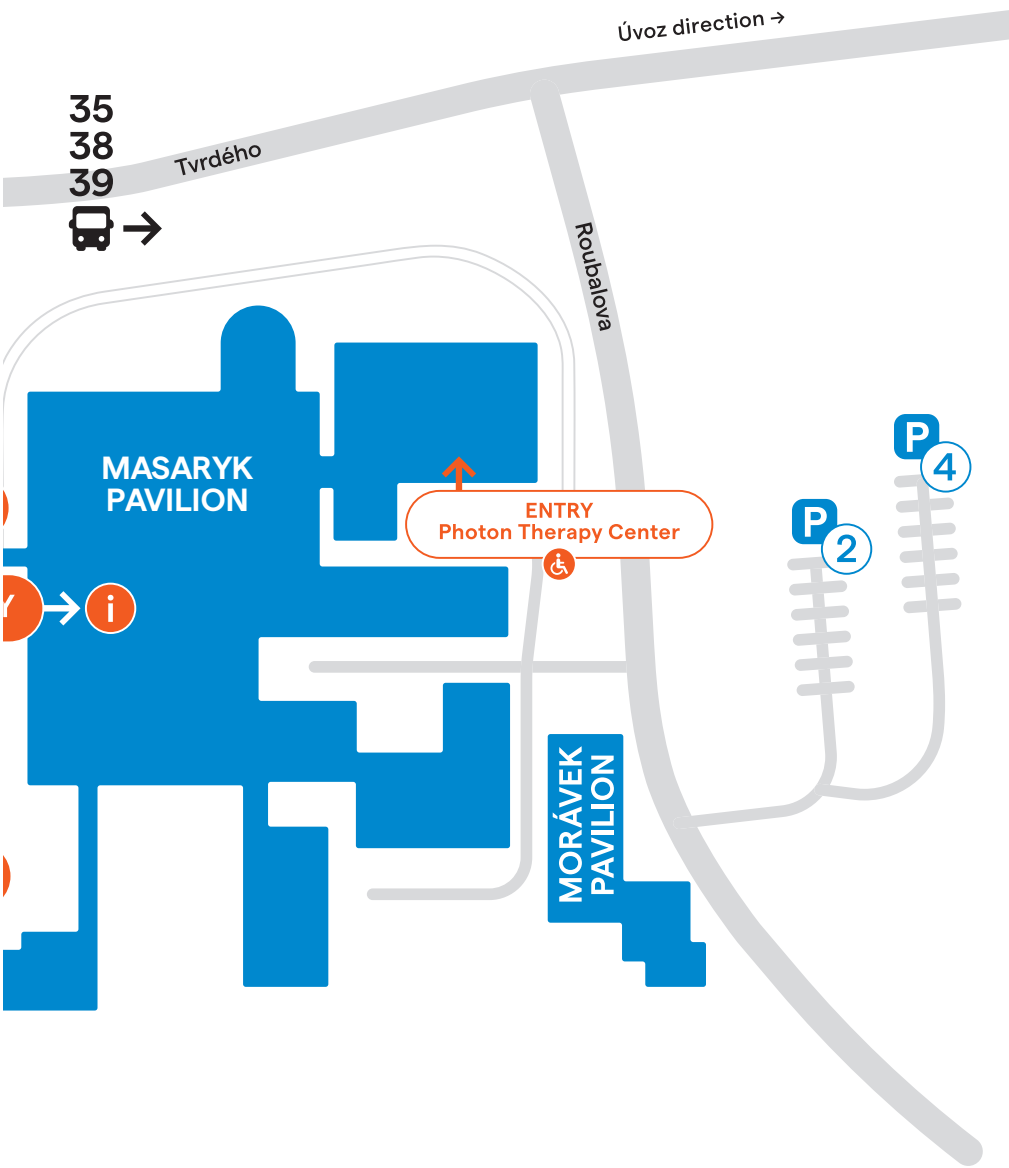 Úvoz direction →
35
38
39
Tvrdého
Roubalova
MASARYK
PAVILION
P
4
ENTRY
Photon Therapy Center
P
2
Y
i
MORÁVEK
PAVILION